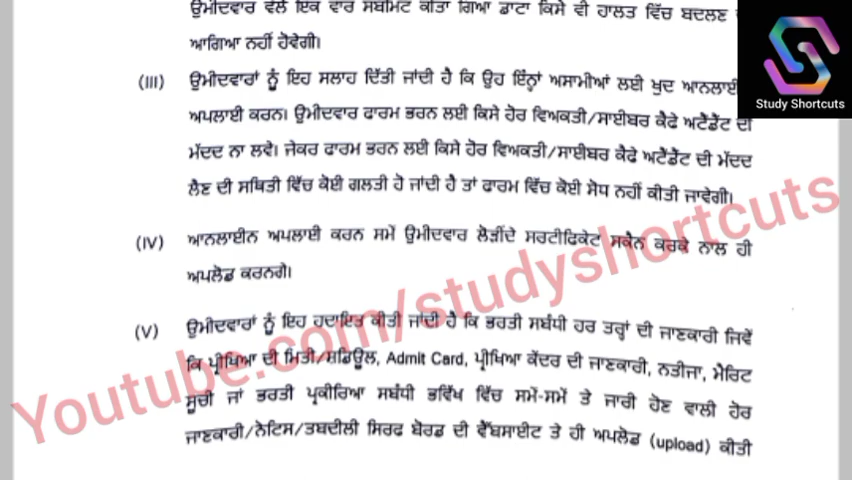 ਉਮੀਦਵਾਰ ਵੱਲੋਂ ਇਕ ਵਾਰ ਸਬਮਿਟ ਕੀਤਾ ਗਿਆ ਡਾਟਾ ਕਿਸੇ ਵੀ ਹਾਲਤ ਵਿੱਚ ਬਦਲਣ
ਆਗਿਆ ਨਹੀਂ ਹੋਵੇਗੀ।
(III) ਉਮੀਦਵਾਰਾਂ ਨੂੰ ਇਹ ਸਲਾਹ ਦਿੱਤੀ ਜਾਂਦੀ ਹੈ ਕਿ ਉਹ ਇੰਨ੍ਹਾਂ ਅਸਾਮੀਆਂ ਲਈ ਖੁਦ ਆਨਲਾਈ
ਅਪਲਾਈ ਕਰਨ। ਉਮੀਦਵਾਰ ਫਾਰਮ ਭਰਨ ਲਈ ਕਿਸੇ ਹੋਰ ਵਿਅਕਤੀ/ਸਾਈਬਰ ਕੈਫੇ ਅਟੈਂਡੈਂਟ ਦੀ
ਮੱਦਦ ਨਾ ਲਵੇ। ਜੇਕਰ ਫਾਰਮ ਭਰਨ ਲਈ ਕਿਸੇ ਹੋਰ ਵਿਅਕਤੀ/ਸਾਈਬਰ ਕੈਫੇ ਅਟੈਂਡੈਂਟ ਦੀ ਮੱਦਦ
ਲੈਣ ਦੀ ਸਥਿਤੀ ਵਿੱਚ ਕੋਈ ਗਲਤੀ ਹੋ ਜਾਂਦੀ ਹੈ ਤਾਂ ਫਾਰਮ ਵਿੱਚ ਕੋਈ ਸੋਧ ਨਹੀਂ ਕੀਤੀ ਜਾਵੇਗੀ।
(IV) ਆਨਲਾਈਨ ਅਪਲਾਈ ਕਰਨ ਸਮੇਂ ਉਮੀਦਵਾਰ ਲੋੜੀਂਦੇ ਸਰਟੀਫਿਕੇਟ ਸਕੈਨ ਕਰਕੇ ਨਾਲ ਹੀ
ਅਪਲੋਡ ਕਰਨਗੇ।
(V) ਉਮੀਦਵਾਰਾਂ ਨੂੰ ਇਹ ਹਦਾਇਤ ਕੀਤੀ ਜਾਂਦੀ ਹੈ ਕਿ ਭਰਤੀ ਸਬੰਧੀ ਹਰ ਤਰ੍ਹਾਂ ਦੀ ਜਾਣਕਾਰੀ ਜਿਵੇਂ
ਕਿ ਪ੍ਰੀਖਿਆ ਦੀ ਮਿਤੀ/ਸ਼ਡਿਊਲ, Admit Card, ਪ੍ਰੀਖਿਆ ਕੇਂਦਰ ਦੀ ਜਾਣਕਾਰੀ, ਨਤੀਜਾ, ਮੈਰਿਟ
ਸੂਚੀ ਜਾਂ ਭਰਤੀ ਪ੍ਰਕੀਰਿਆ ਸਬੰਧੀ ਭਵਿੱਖ ਵਿੱਚ ਸਮੇਂ-ਸਮੇਂ ਤੇ ਜਾਰੀ ਹੋਣ ਵਾਲੀ ਹੋਰ
ਜਾਣਕਾਰੀ/ਨੋਟਿਸ/ਤਬਦੀਲੀ ਸਿਰਫ ਬੋਰਡ ਦੀ ਵੈੱਬਸਾਈਟ ਤੇ ਹੀ ਅਪਲੋਡ (upload) ਕੀਤੀ
Study Shortcuts
Youtube.com/studyshortcuts